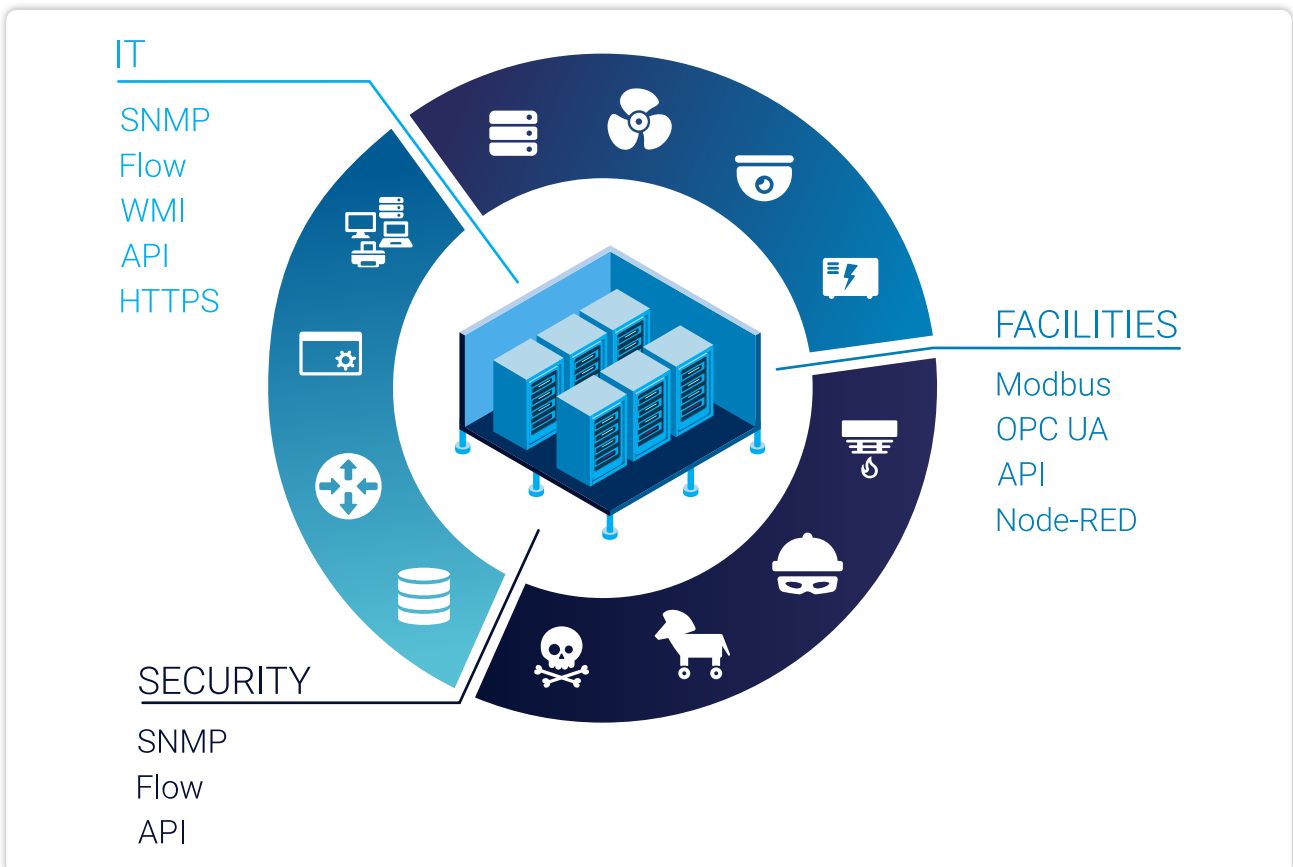 IT
SNMP
Flow
WMI
API
HTTPS
FACILITIES
Modbus
OPC UA
API
Node-RED
SECURITY
SNMP
Flow
API